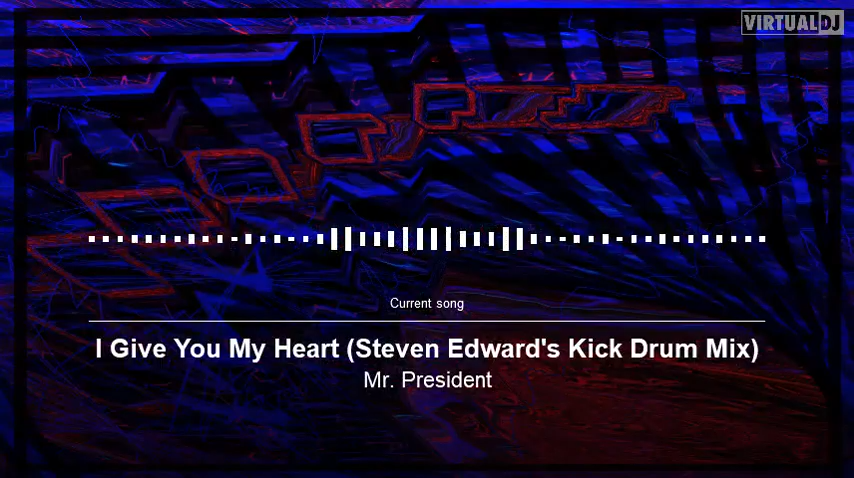 VIRTUALDJ
Current song
I Give You My Heart (Steven Edward's Kick Drum Mix)
Mr. President